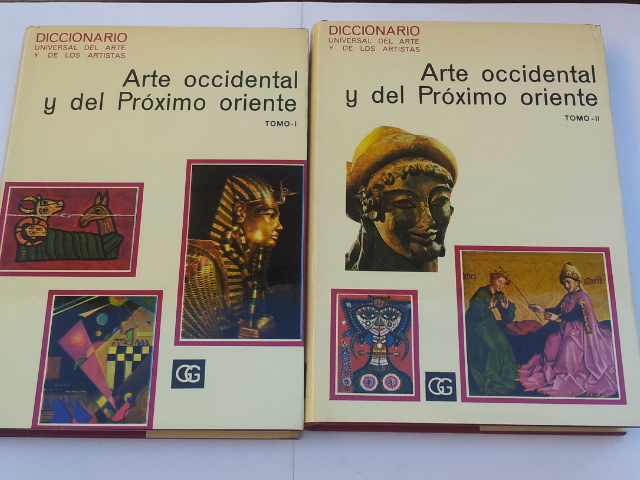 DICCIONARIO
UNIVERSAL DEL ARTE
Y DE LOS ARTISTAS
Arte occidental
y del Próximo oriente
TOMO-I
GG
DICCIONARIO
UNIVERSAL DEL ARTE
Y DE LOS ARTISTAS
Arte occidental
y del Próximo oriente
TOMO-II
GG